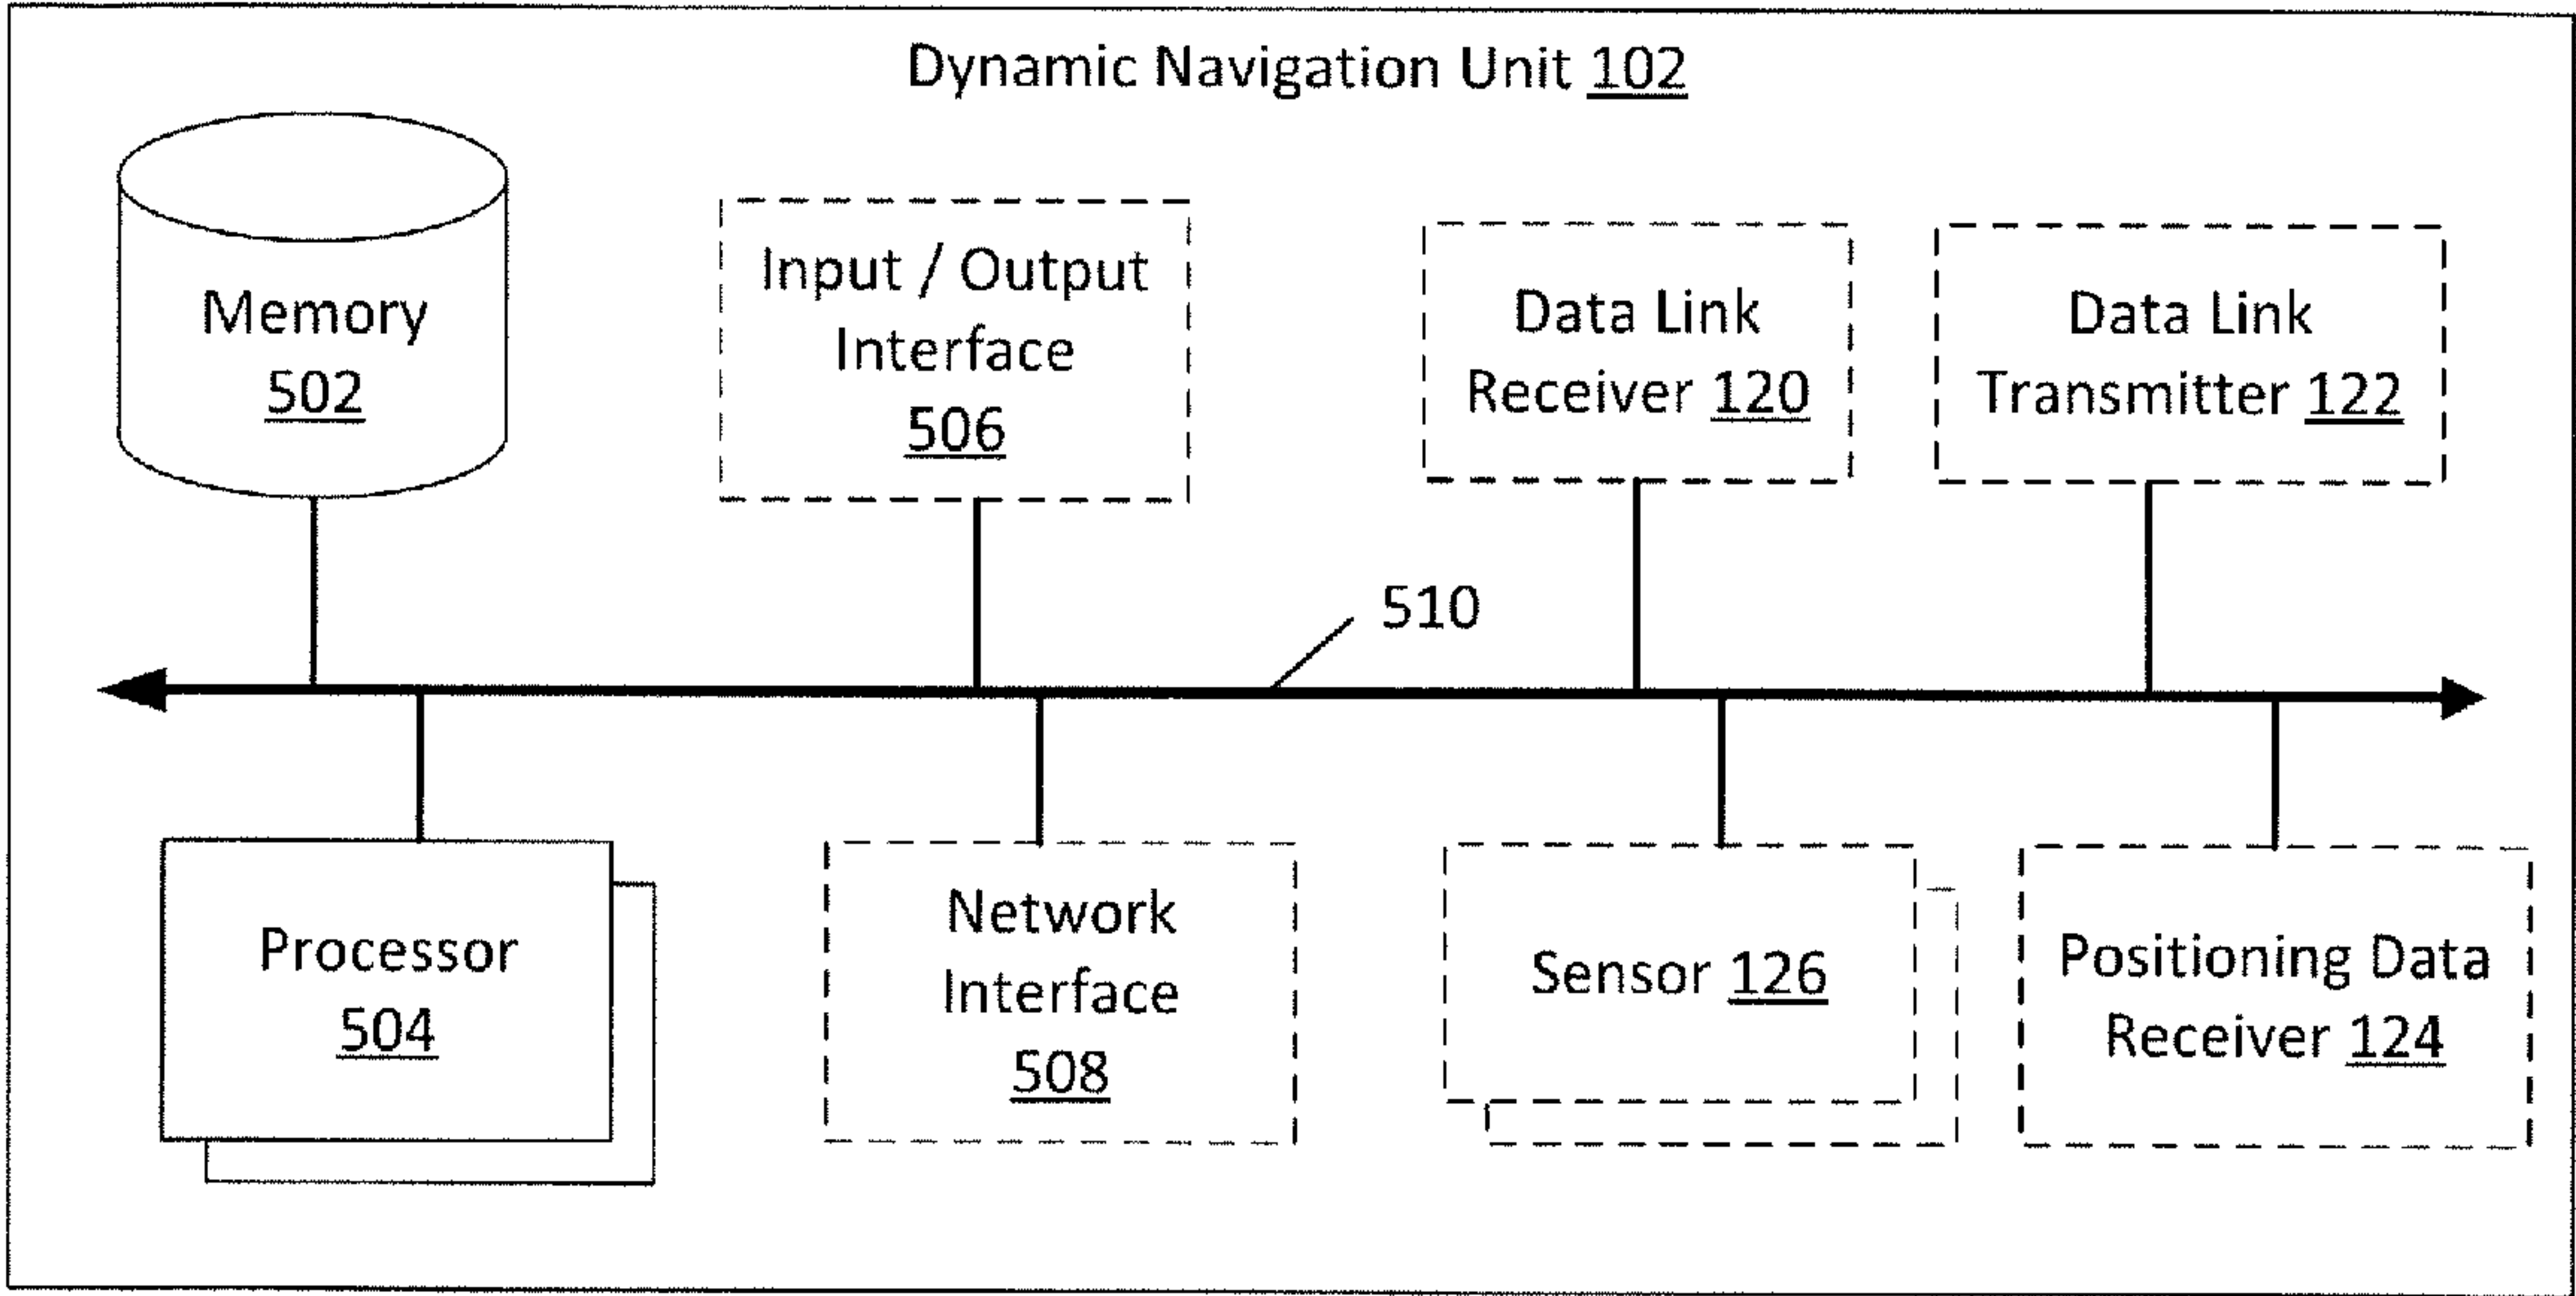 Dynamic Navigation Unit 102
Memory
502
Input / Output
Interface
506
Data Link
Receiver 120
Data Link
Transmitter 122
510
Processor
504
Network
Interface
508
Sensor 126
Positioning Data
Receiver 124